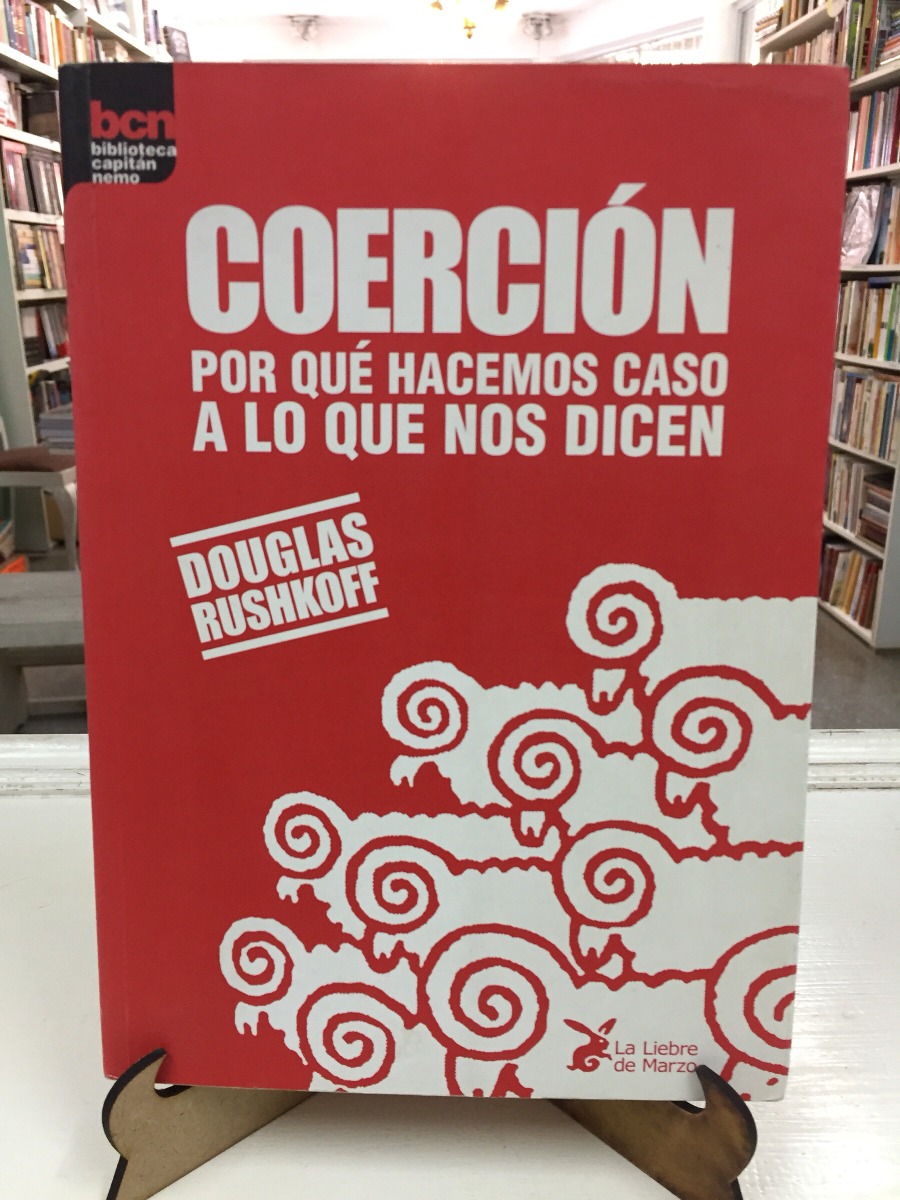 bcn
biblioteca
capitán
nemo
COERCIÓN
POR QUÉ HACEMOS CASO
A LO QUE NOS DICEN
DOUGLAS
RUSHKOFF
La Liebre
de Marzo